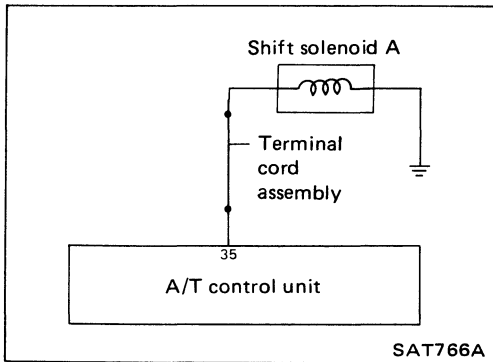 Shift solenoid A
Terminal
cord
assembly
35
A/T control unit
SAT766A